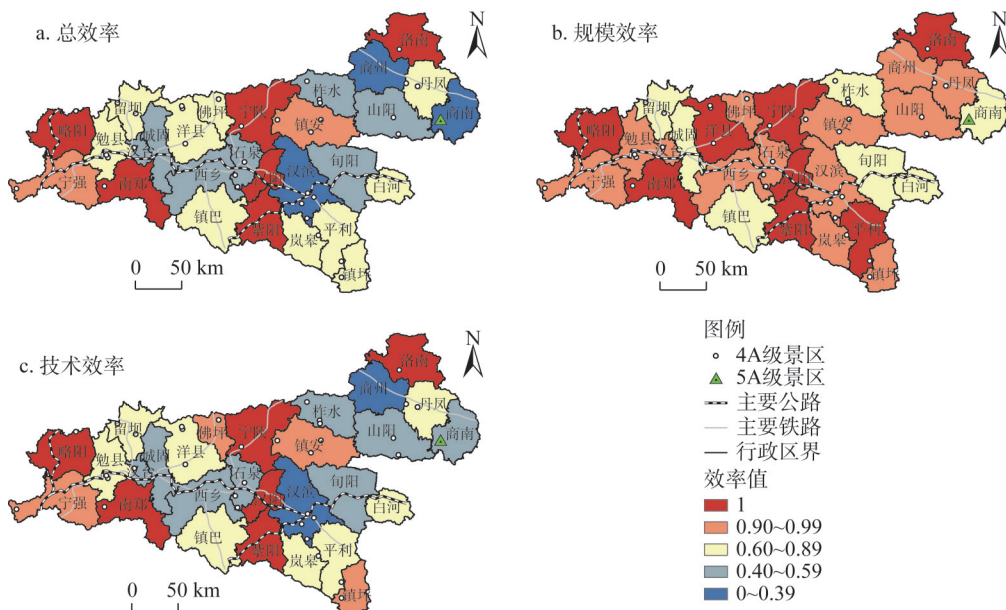 a. 总效率
N
洛南
商州
丹凤
柞水
山阳
商南
留坝
佛坪
宁陕
镇安
略阳
勉县
城固
洋县
汉台
石泉
汉滨
旬阳
宁强
南郑
西乡
白河
镇巴
紫阳
岚皋
平利
镇坪
0 50 km
b. 规模效率
N
洛南
商州
丹凤
柞水
山阳
商南
留坝
佛坪
宁陕
镇安
略阳
勉县
城固
洋县
石泉
汉滨
旬阳
宁强
南郑
西乡
白河
镇巴
紫阳
岚皋
平利
镇坪
0 50 km
c. 技术效率
N
洛南
商州
丹凤
柞水
山阳
商南
留坝
佛坪
宁陕
镇安
略阳
勉县
城固
洋县
汉台
石泉
汉滨
旬阳
宁强
南郑
西乡
白河
镇巴
紫阳
岚皋
平利
镇坪
0 50 km
图例
4A级景区
5A级景区
主要公路
主要铁路
行政区界
效率值
1
0.90~0.99
0.60~0.89
0.40~0.59
0~0.39